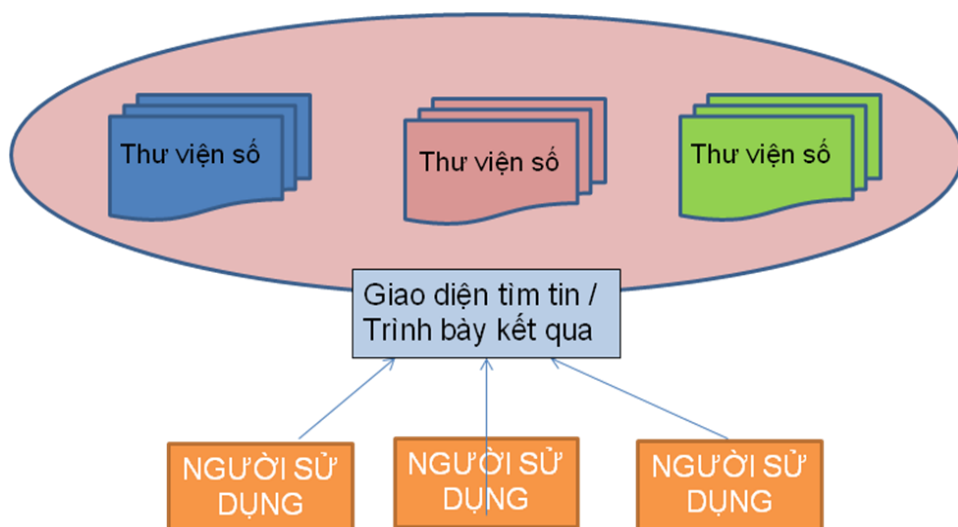 Thư viện số
Thư viện số
Thư viện số
Giao diện tìm tin /
Trình bày kết qua
NGƯỜI SỬ
DỤNG
NGƯỜI SỬ
DỤNG
NGƯỜI SỬ
DỤNG